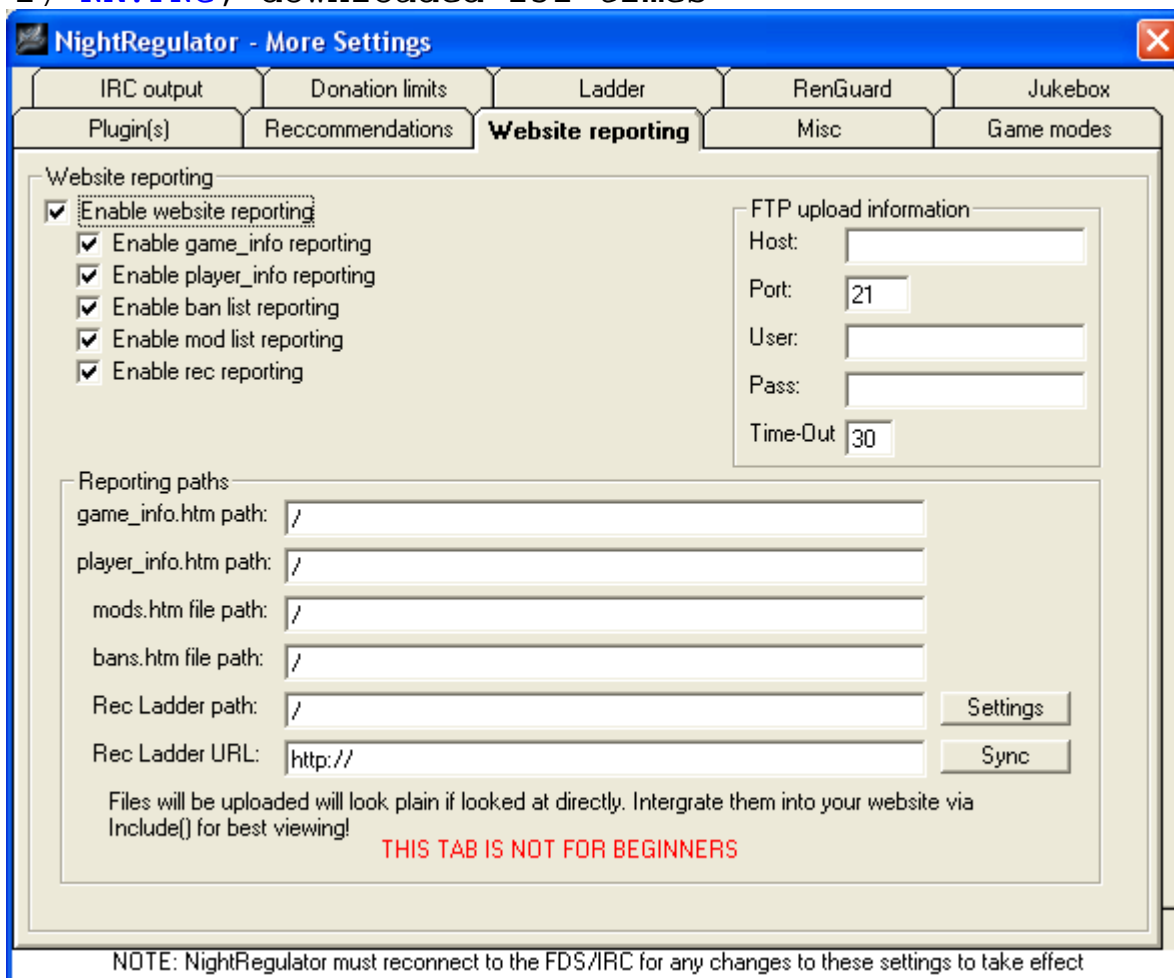 NightRegulator - More Settings
IRC output
Donation limits
Ladder
RenGuard
Jukebox
Plugin(s)
Reccommendations
Website reporting
Misc
Game modes
Website reporting
Enable website reporting
Enable game_info reporting
Enable player_info reporting
Enable ban list reporting
Enable mod list reporting
Enable rec reporting
FTP upload information
Host:
Port: 21
User:
Pass:
Time-Out 30
Reporting paths
game_info.htm path: /
player_info.htm path: /
mods.htm file path: /
bans.htm file path: /
Rec Ladder path: / Settings
Rec Ladder URL: http:// Sync
Files will be uploaded will look plain if looked at directly. Intergrate them into your website via
Include() for best viewing!
THIS TAB IS NOT FOR BEGINNERS
NOTE: NightRegulator must reconnect to the FDS/IRC for any changes to these settings to take effect